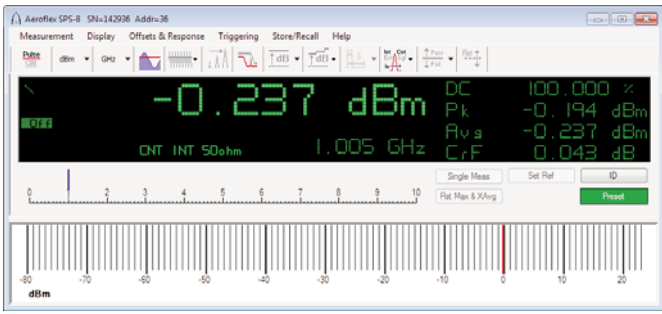 Aeroflex SPS-8 SN=142936 Addr=36
Measurement Display Offsets & Response Triggering Store/Recall Help
Pulse dBm GHz dB dB Int Cnt Rel
Off
-0.237 dBm
CNT INT 50ohm 1.005 GHz
DC 100.000 %
Pk -0.194 dBm
Avg -0.237 dBm
CrF 0.043 dB
Single Meas Set Ref ID
0 2 3 4 5 6 7 8 9 10
Rst Max & XAvg Preset
-80 -70 -60 -50 -40 -30 -20 -10 0 10 20
dBm